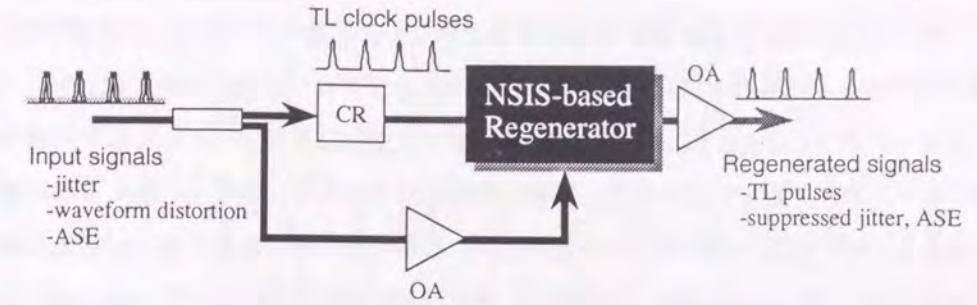 TL clock pulses
OA
NSIS-based
Regenerator
CR
Input signals
-jitter
-waveform distortion
-ASE
Regenerated signals
-TL pulses
-suppressed jitter, ASE
OA